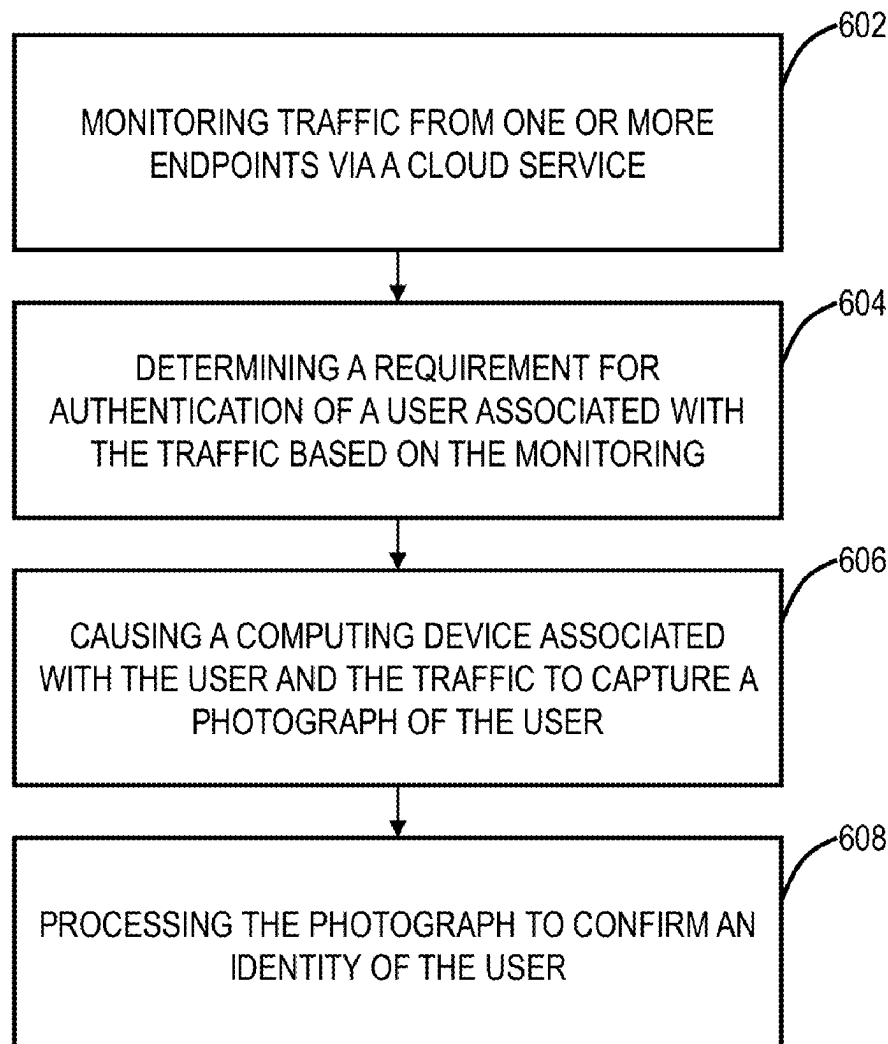 602
MONITORING TRAFFIC FROM ONE OR MORE
ENDPOINTS VIA A CLOUD SERVICE
604
DETERMINING A REQUIREMENT FOR
AUTHENTICATION OF A USER ASSOCIATED WITH
THE TRAFFIC BASED ON THE MONITORING
606
CAUSING A COMPUTING DEVICE ASSOCIATED
WITH THE USER AND THE TRAFFIC TO CAPTURE A
PHOTOGRAPH OF THE USER
608
PROCESSING THE PHOTOGRAPH TO CONFIRM AN
IDENTITY OF THE USER